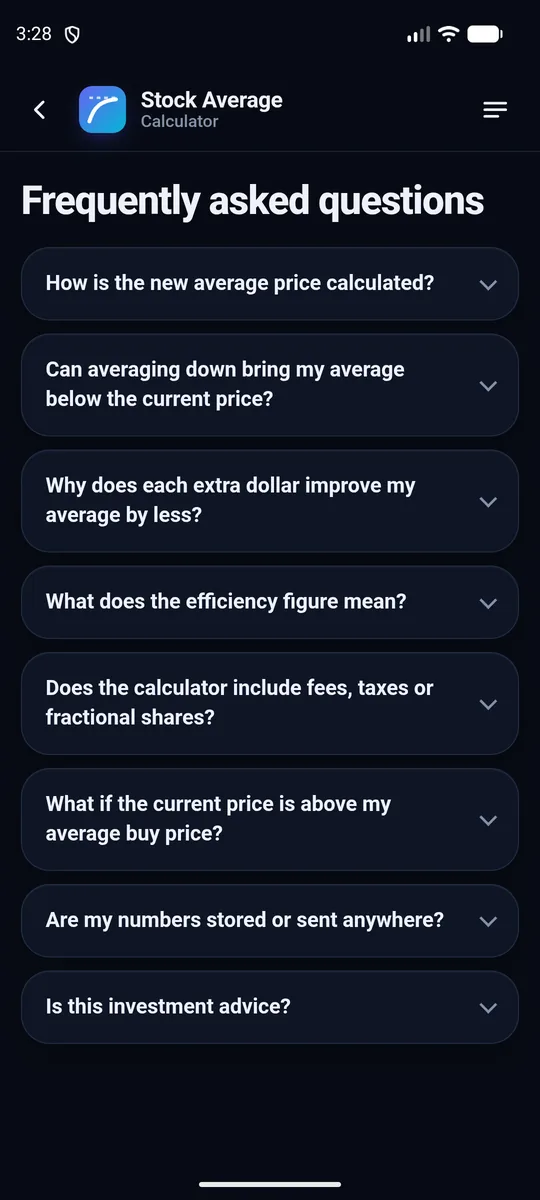 3:28
Stock Average
Calculator
Frequently asked questions
How is the new average price calculated?
Can averaging down bring my average
below the current price?
Why does each extra dollar improve my
average by less?
What does the efficiency figure mean?
Does the calculator include fees, taxes or
fractional shares?
What if the current price is above my
average buy price?
Are my numbers stored or sent anywhere?
Is this investment advice?